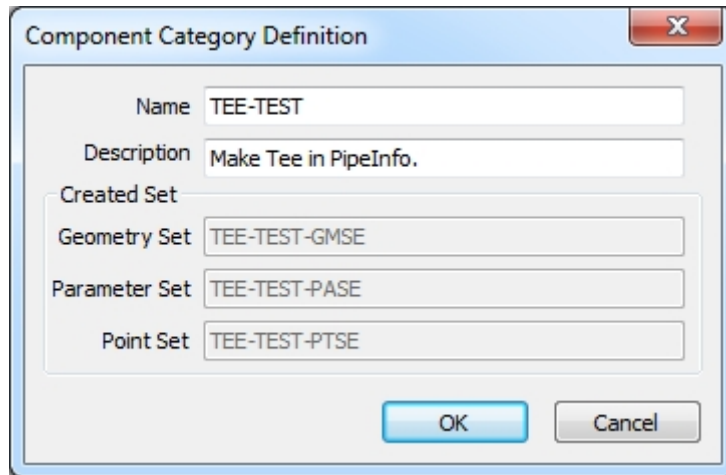 Component Category Definition
Name TEE-TEST
Description Make Tee in PipeInfo.
Created Set
Geometry Set TEE-TEST-GMSE
Parameter Set TEE-TEST-PASE
Point Set TEE-TEST-PTSE
OK Cancel